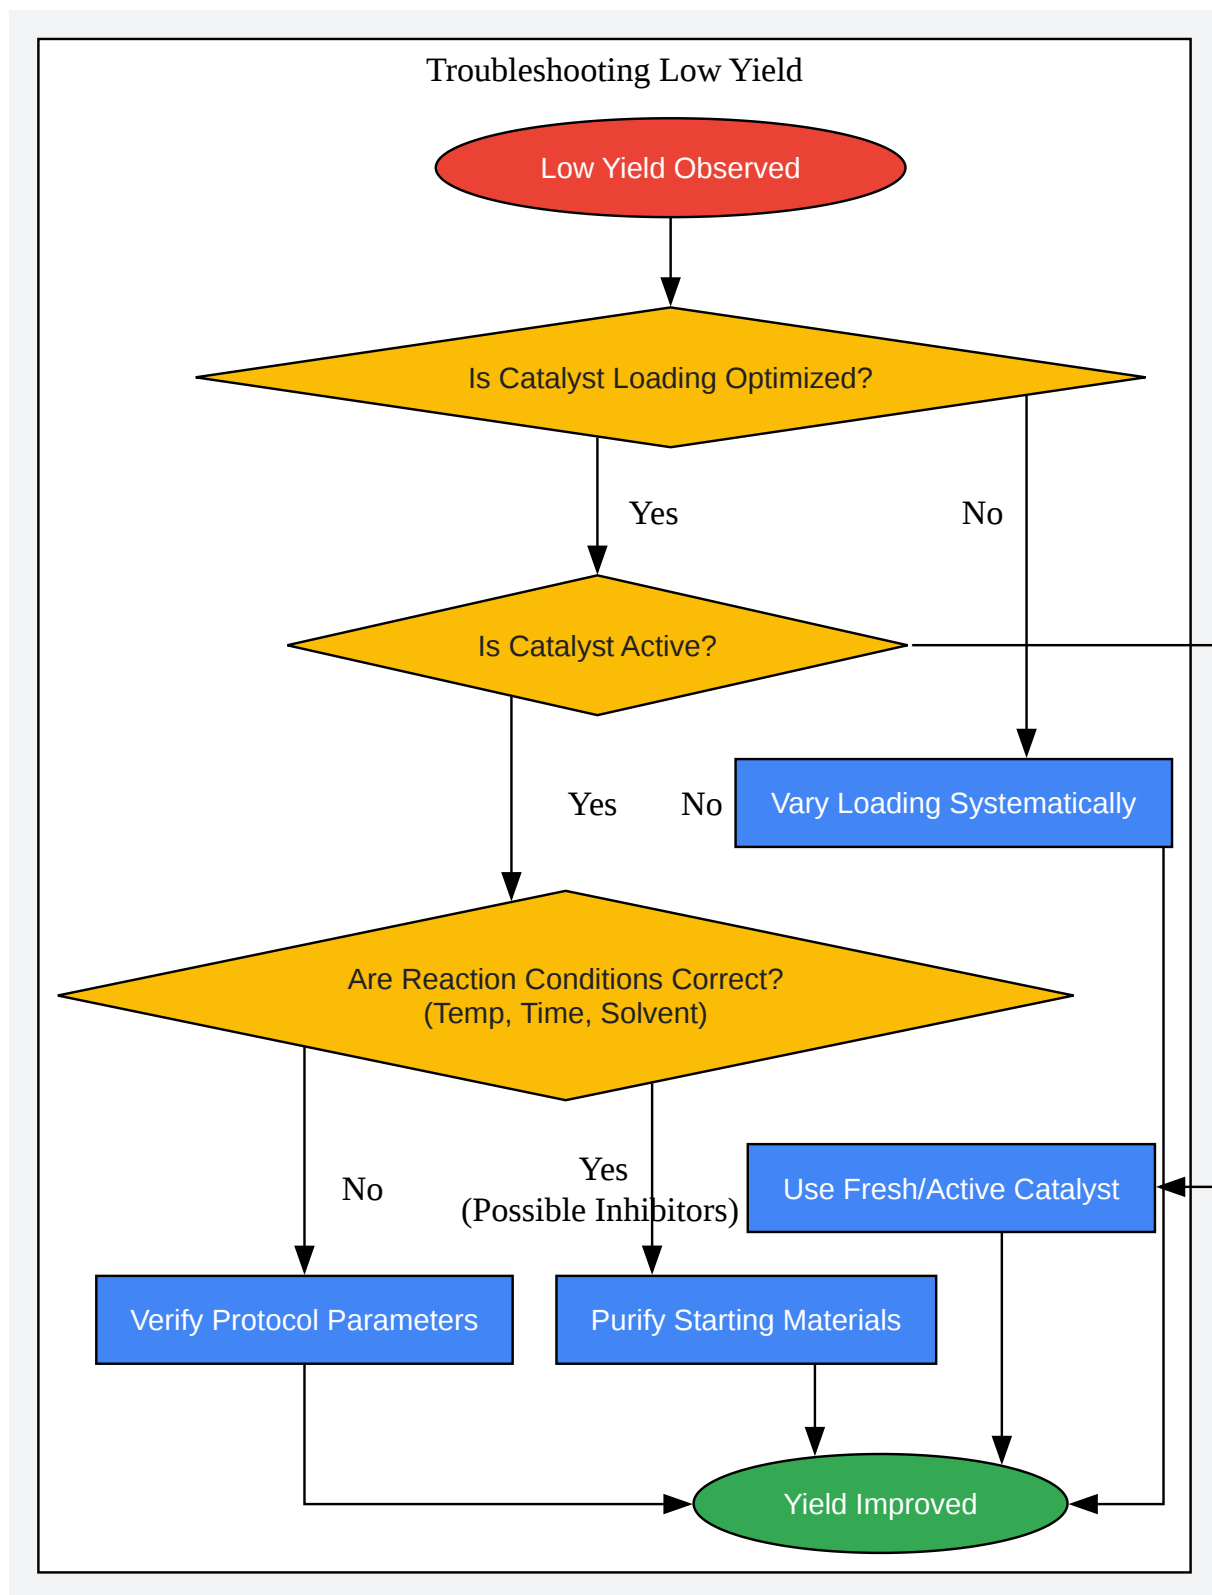 Troubleshooting Low Yield
Low Yield Observed
Is Catalyst Loading Optimized?
Yes
No
Is Catalyst Active?
Yes
No
Vary Loading Systematically
Are Reaction Conditions Correct?
(Temp, Time, Solvent)
No
Yes
(Possible Inhibitors)
Use Fresh/Active Catalyst
Verify Protocol Parameters
Purify Starting Materials
Yield Improved